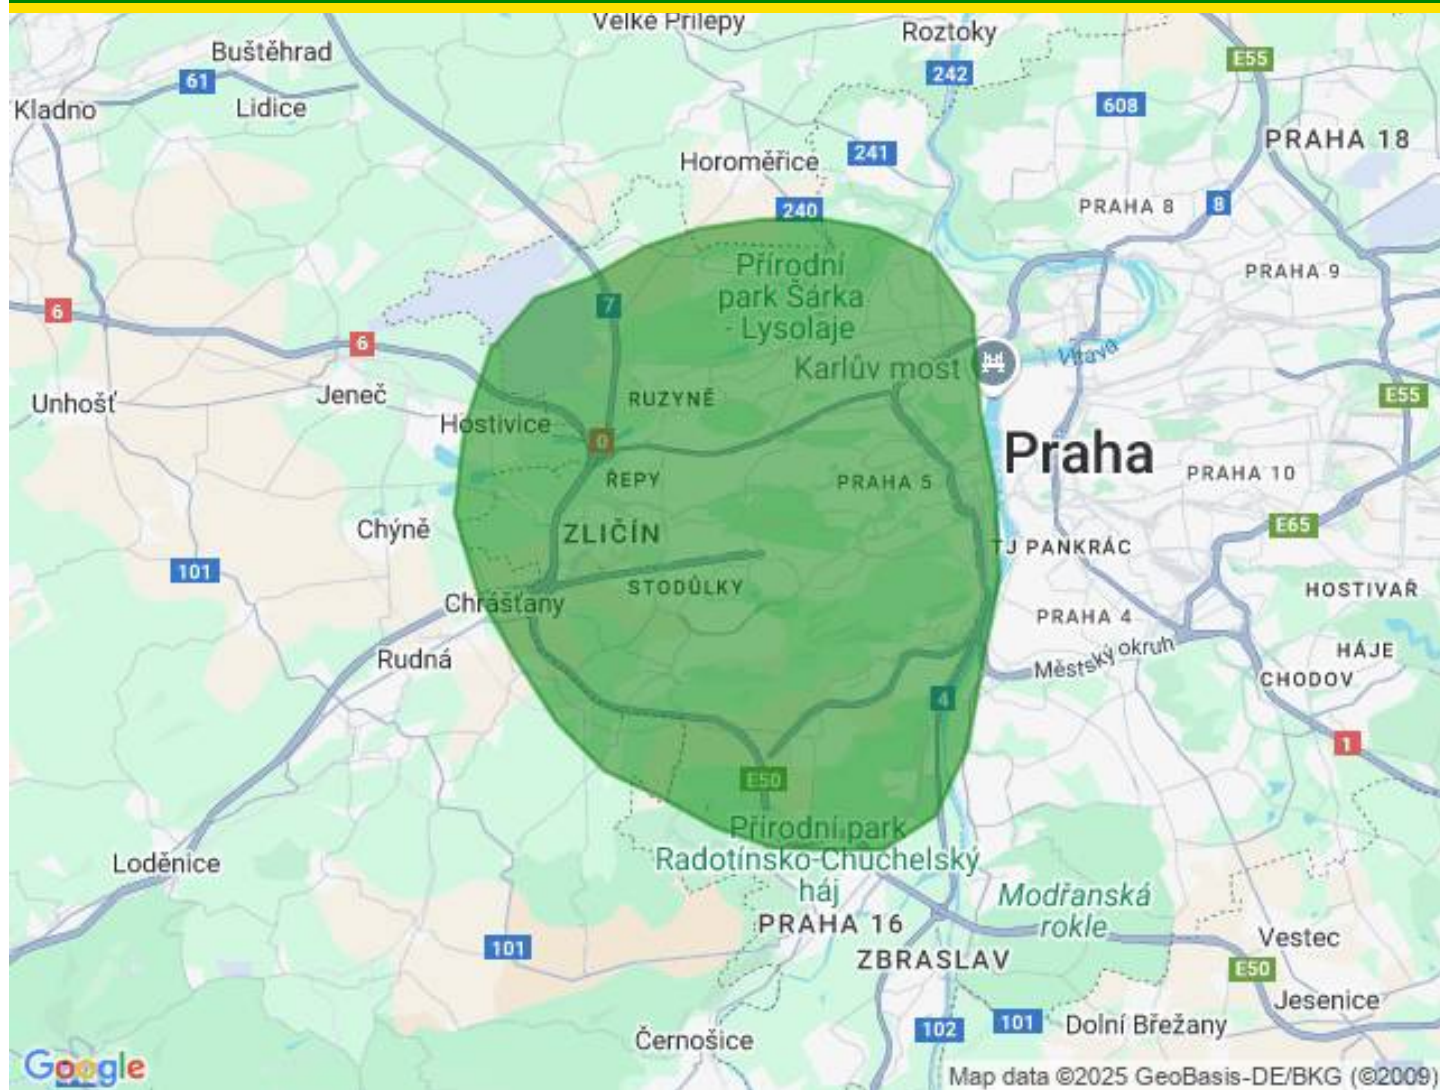 Velké Přílepy
Roztoky
Buštěhrad
E55
242
61
Kladno
Lidice
608
PRAHA 18
Horoměřice
241
PRAHA 8
8
240
Přírodní
park Šárka
- Lysolaje
PRAHA 9
7
6
6
Vltava
Karlův most
Jeneč
Unhošť
RUZYNĚ
E55
Hostivice
0
Praha
ŘEPY
PRAHA 5
PRAHA 10
Chýně
ZLIČÍN
E65
TJ PANKRÁC
101
STODŮLKY
HOSTIVAŘ
Chrášťany
PRAHA 4
Rudná
Městský okruh
HÁJE
CHODOV
4
1
E50
Přírodní park
Radotínsko-Chuchelský
háj
Loděnice
Modřanská
rokle
PRAHA 16
101
Vestec
ZBRASLAV
E50
Jesenice
102
101
Dolní Břežany
Černošice
Google
Map data ©2025 GeoBasis-DE/BKG (©2009)